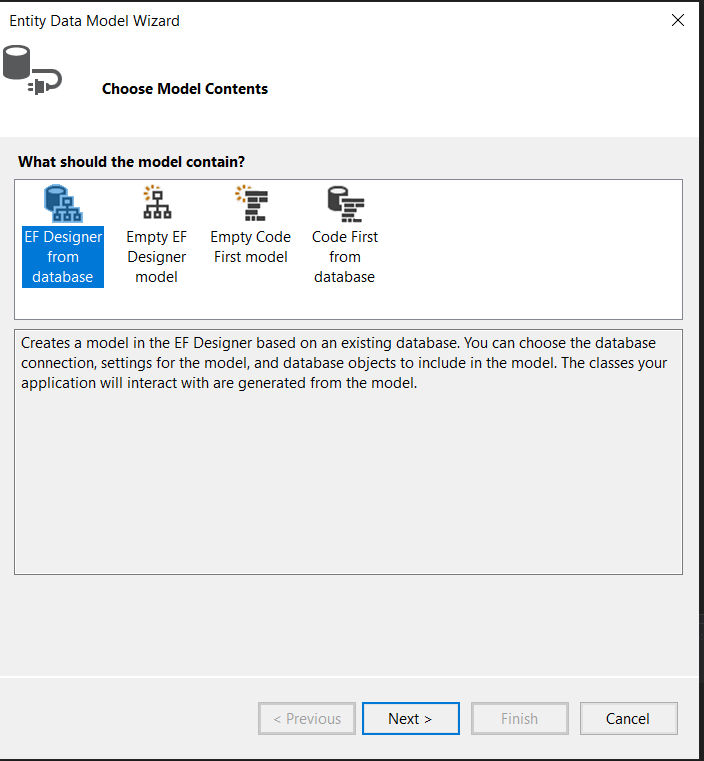 Entity Data Model Wizard
Choose Model Contents
What should the model contain?
EF Designer
from
database
Empty EF
Designer
model
Empty Code
First model
Code First
from
database
Creates a model in the EF Designer based on an existing database. You can choose the database
connection, settings for the model, and database objects to include in the model. The classes your
application will interact with are generated from the model.
< Previous
Next >
Finish
Cancel